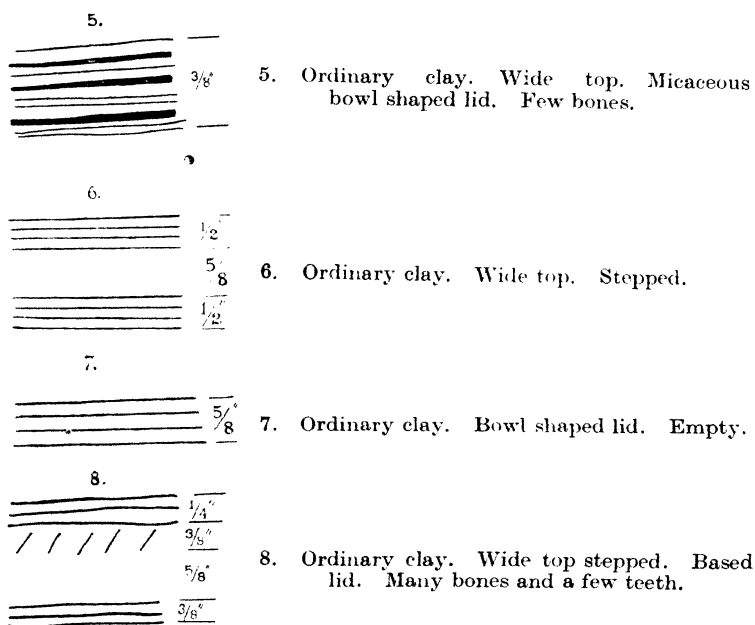 5.
3/8"
5. Ordinary clay. Wide top. Micaceous
bowl shaped lid. Few bones.
6.
1/2"
5/8
1/2"
6. Ordinary clay. Wide top. Stepped.
7.
5/8"
7. Ordinary clay. Bowl shaped lid. Empty.
8.
1/4"
3/8"
5/8"
3/8"
8. Ordinary clay. Wide top stepped. Based
lid. Many bones and a few teeth.